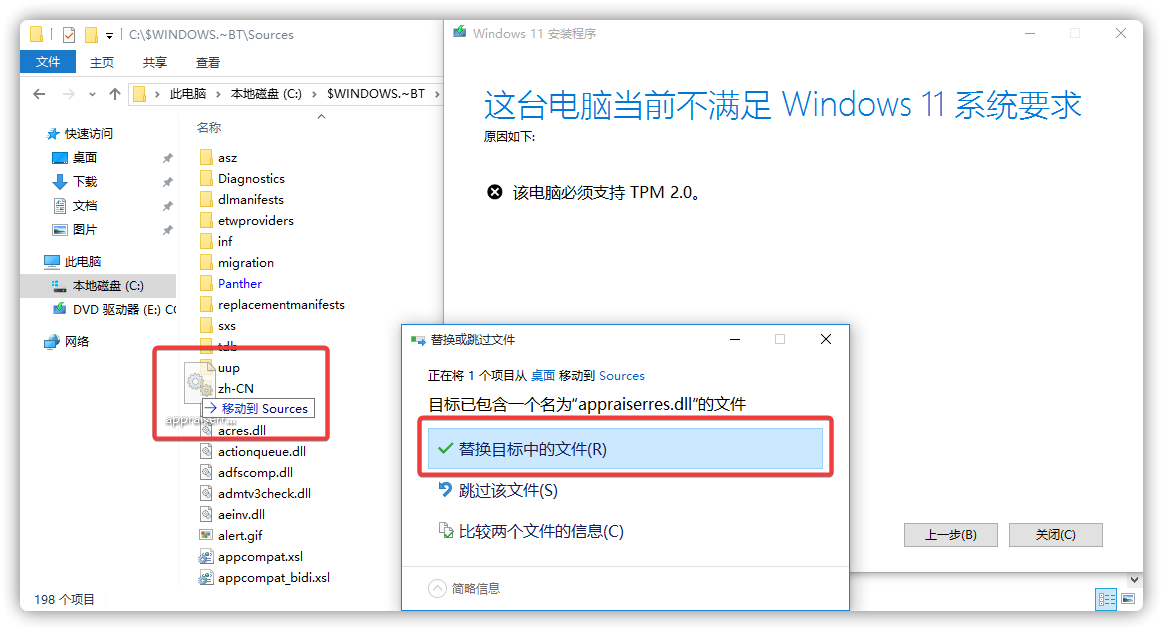 C:\$WINDOWS.~BT\Sources
文件 主页 共享 查看
此电脑 本地磁盘 (C:) $WINDOWS.~BT
快速访问
桌面
下载
文档
图片
此电脑
本地磁盘 (C:)
DVD 驱动器 (E:) CC
网络
名称
asz
Diagnostics
dlmanifests
etwproviders
inf
migration
Panther
replacementmanifests
sxs
tdb
uup
zh-CN
移动到 Sources
appraiserr...
acres.dll
actionqueue.dll
adfscomp.dll
admtv3check.dll
aeinv.dll
alert.gif
appcompat.xsl
appcompat_bidi.xsl
198 个项目
Windows 11 安装程序
这台电脑当前不满足 Windows 11 系统要求
原因如下:
该电脑必须支持 TPM 2.0。
上一步(B) 关闭(C)
替换或跳过文件
正在将 1 个项目从 桌面 移动到 Sources
目标已包含一个名为“appraiserres.dll”的文件
替换目标中的文件(R)
跳过该文件(S)
比较两个文件的信息(C)
简略信息